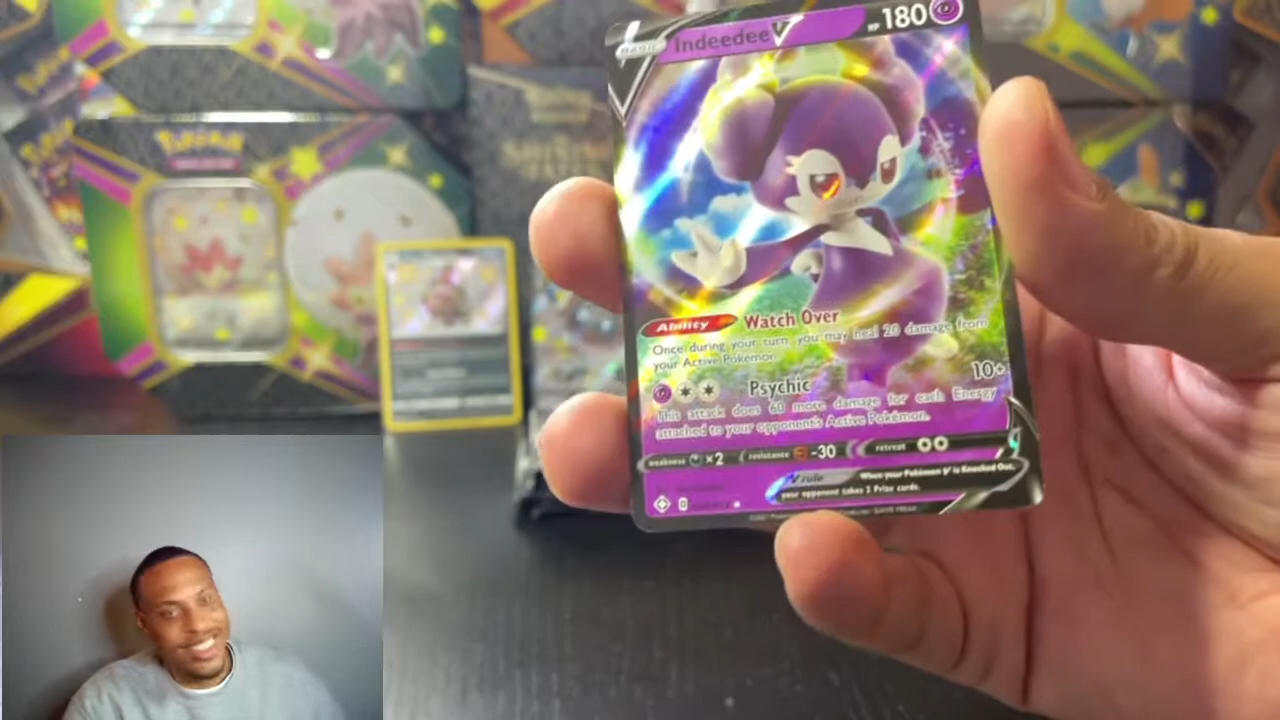 Pokémon
BASIC Indeedee V HP 180
Ability Watch Over
Once during your turn, you may heal 20 damage from
your Active Pokémon.
Psychic 10+
This attack does 60 more damage for each Energy
attached to your opponent's Active Pokémon.
weakness ×2 resistance -30 retreat
V rule When your Pokémon V is Knocked Out,
your opponent takes 2 Prize cards.